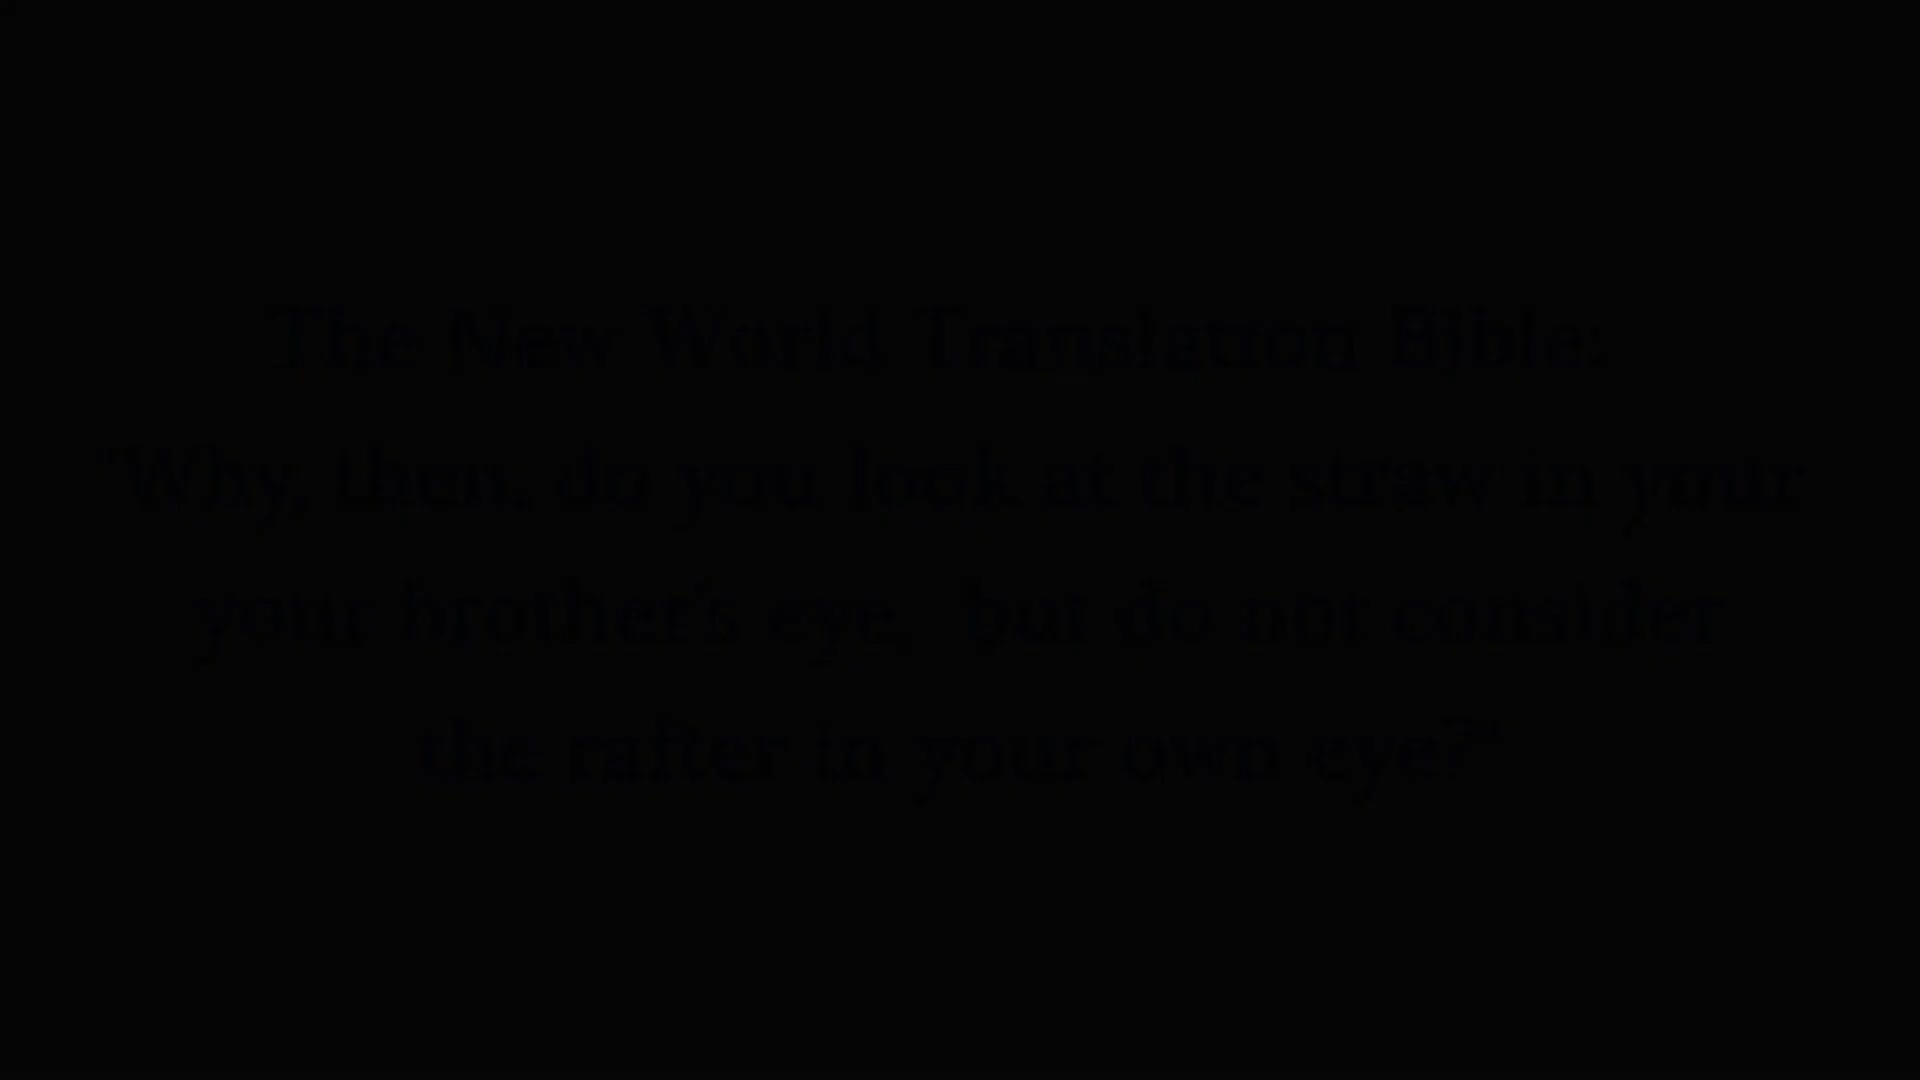 The New World Translation Bible:
"Why, then, do you look at the straw in your
your brother's eye, but do not consider
the rafter in your own eye?"